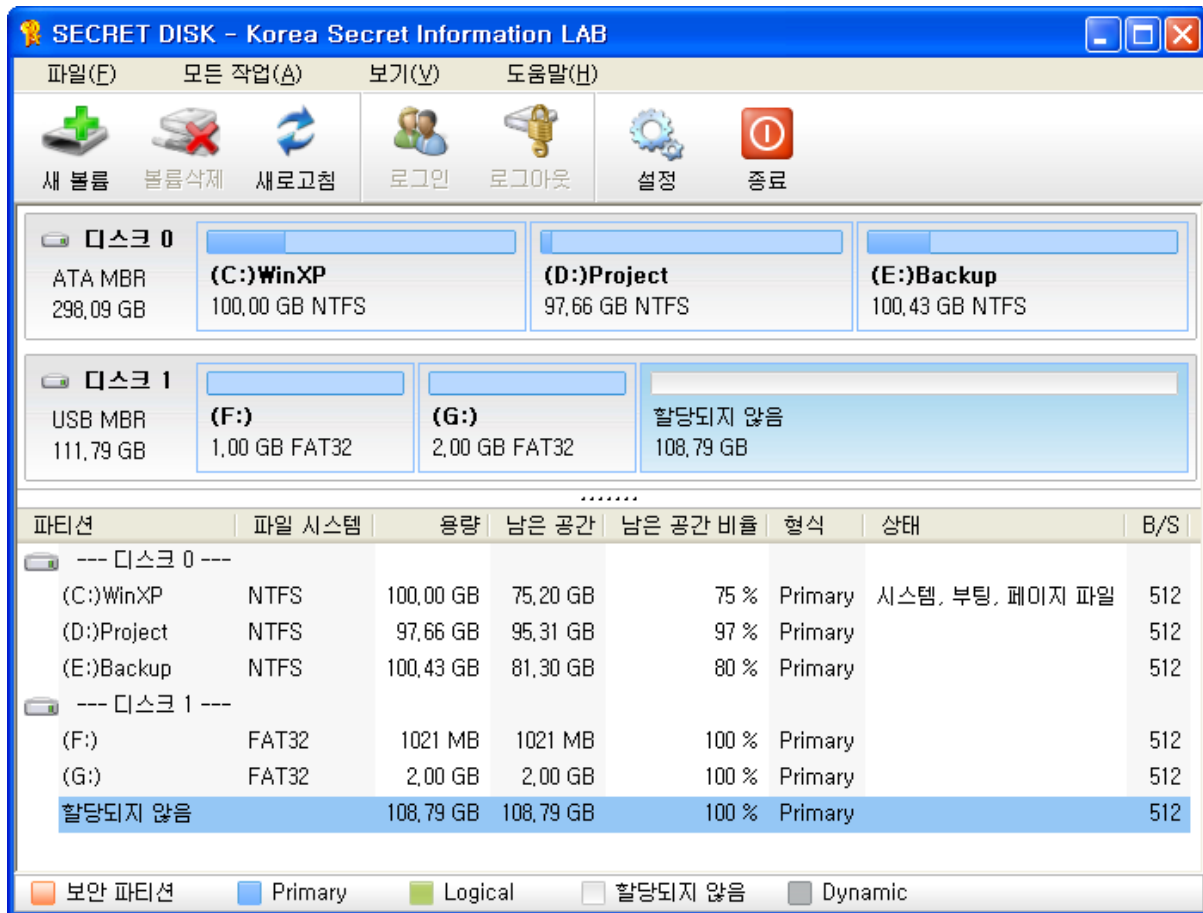 SECRET DISK - Korea Secret Information LAB
파일(F) 모든 작업(A) 보기(V) 도움말(H)
새 볼륨 볼륨삭제 새로고침 로그인 로그아웃 설정 종료
디스크 0
ATA MBR
298,09 GB
(C:)WinXP
100,00 GB NTFS
(D:)Project
97,66 GB NTFS
(E:)Backup
100,43 GB NTFS
디스크 1
USB MBR
111,79 GB
(F:)
1,00 GB FAT32
(G:)
2,00 GB FAT32
할당되지 않음
108,79 GB
파티션 파일 시스템 용량 남은 공간 남은 공간 비율 형식 상태 B/S
--- 디스크 0 ---
(C:)WinXP NTFS 100,00 GB 75,20 GB 75 % Primary 시스템, 부팅, 페이지 파일 512
(D:)Project NTFS 97,66 GB 95,31 GB 97 % Primary 512
(E:)Backup NTFS 100,43 GB 81,30 GB 80 % Primary 512
--- 디스크 1 ---
(F:) FAT32 1021 MB 1021 MB 100 % Primary 512
(G:) FAT32 2,00 GB 2,00 GB 100 % Primary 512
할당되지 않음 108,79 GB 108,79 GB 100 % Primary 512
보안 파티션 Primary Logical 할당되지 않음 Dynamic